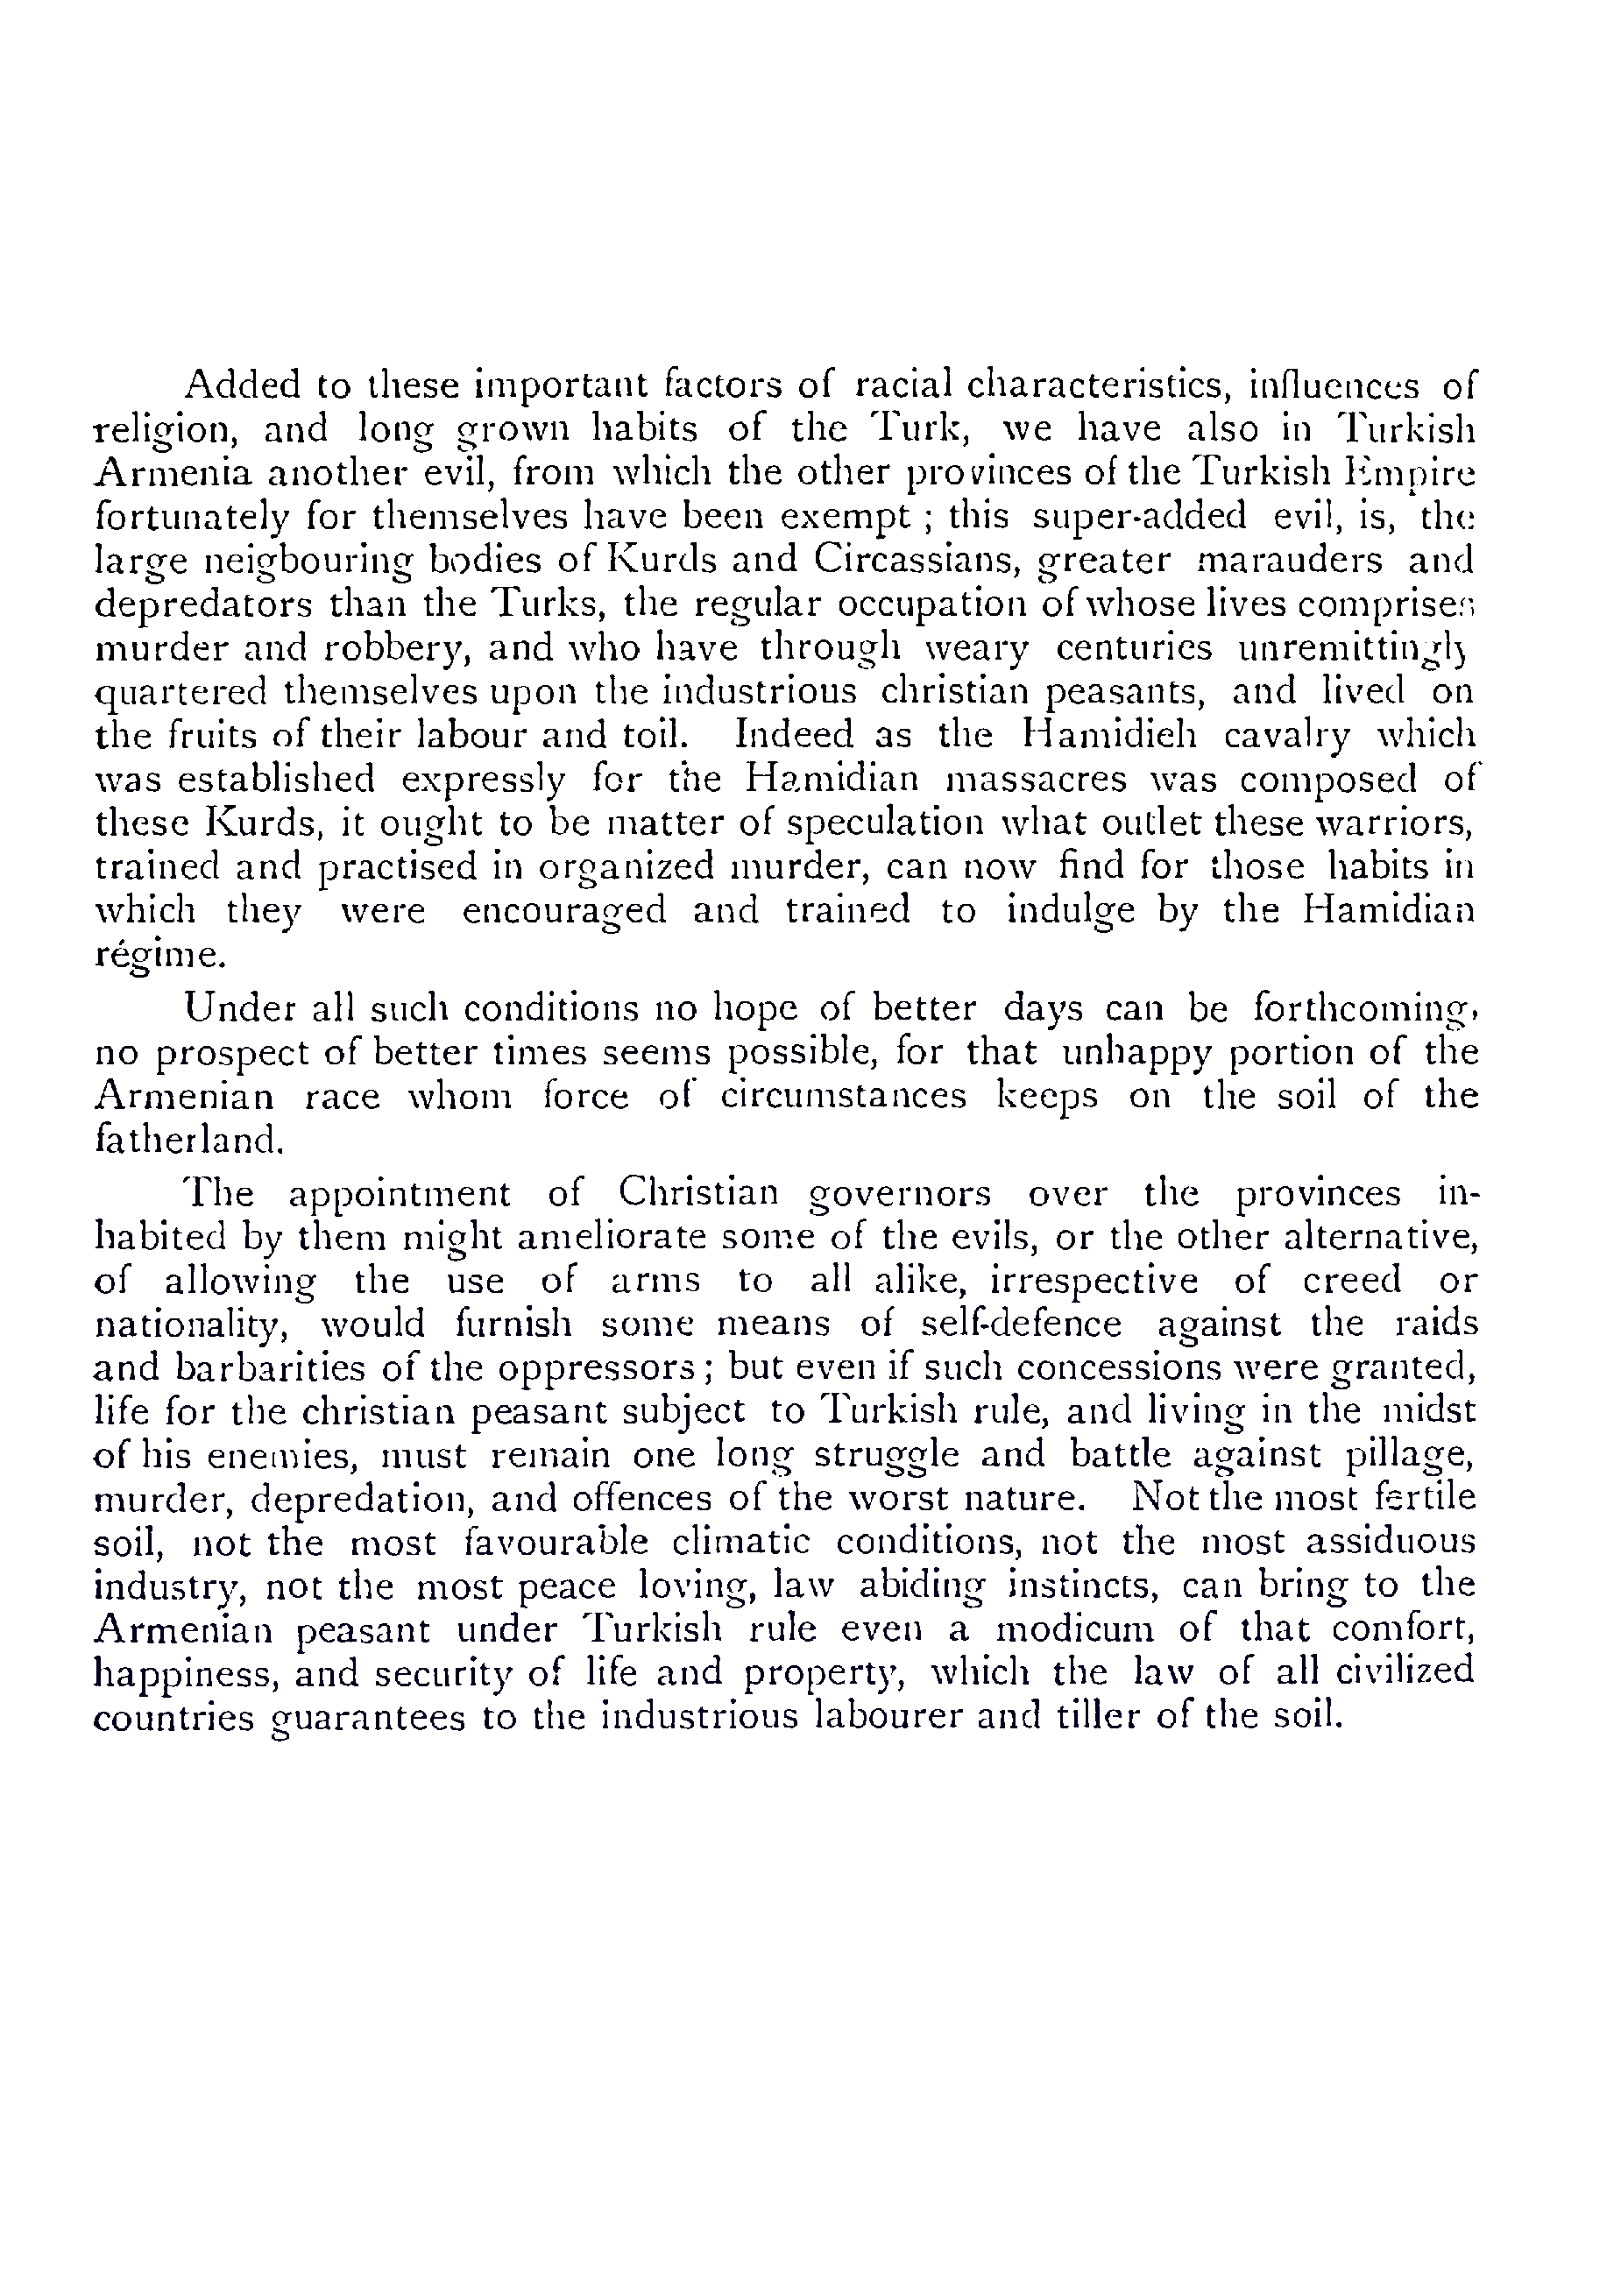 Added to these important factors of racial characteristics, influences of
religion, and long grown habits of the Turk, we have also in Turkish
Armenia another evil, from which the other provinces of the Turkish Empire
fortunately for themselves have been exempt ; this super-added evil, is, the
large neigbouring bodies of Kurds and Circassians, greater marauders and
depredators than the Turks, the regular occupation of whose lives comprises
murder and robbery, and who have through weary centuries unremittingly
quartered themselves upon the industrious christian peasants, and lived on
the fruits of their labour and toil. Indeed as the Hamidieh cavalry which
was established expressly for the Hamidian massacres was composed of
these Kurds, it ought to be matter of speculation what outlet these warriors,
trained and practised in organized murder, can now find for those habits in
which they were encouraged and trained to indulge by the Hamidian
régime.
Under all such conditions no hope of better days can be forthcoming,
no prospect of better times seems possible, for that unhappy portion of the
Armenian race whom force of circumstances keeps on the soil of the
fatherland.
The appointment of Christian governors over the provinces in-
habited by them might ameliorate some of the evils, or the other alternative,
of allowing the use of arms to all alike, irrespective of creed or
nationality, would furnish some means of self-defence against the raids
and barbarities of the oppressors ; but even if such concessions were granted,
life for the christian peasant subject to Turkish rule, and living in the midst
of his enemies, must remain one long struggle and battle against pillage,
murder, depredation, and offences of the worst nature. Not the most fertile
soil, not the most favourable climatic conditions, not the most assiduous
industry, not the most peace loving, law abiding instincts, can bring to the
Armenian peasant under Turkish rule even a modicum of that comfort,
happiness, and security of life and property, which the law of all civilized
countries guarantees to the industrious labourer and tiller of the soil.